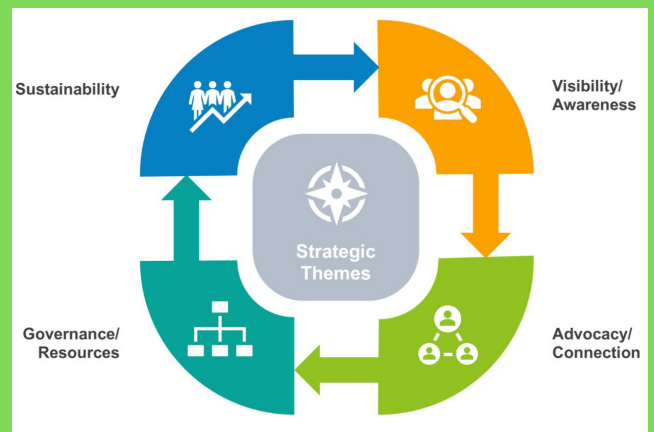 Sustainability
Visibility/
Awareness
Strategic
Themes
Governance/
Resources
Advocacy/
Connection